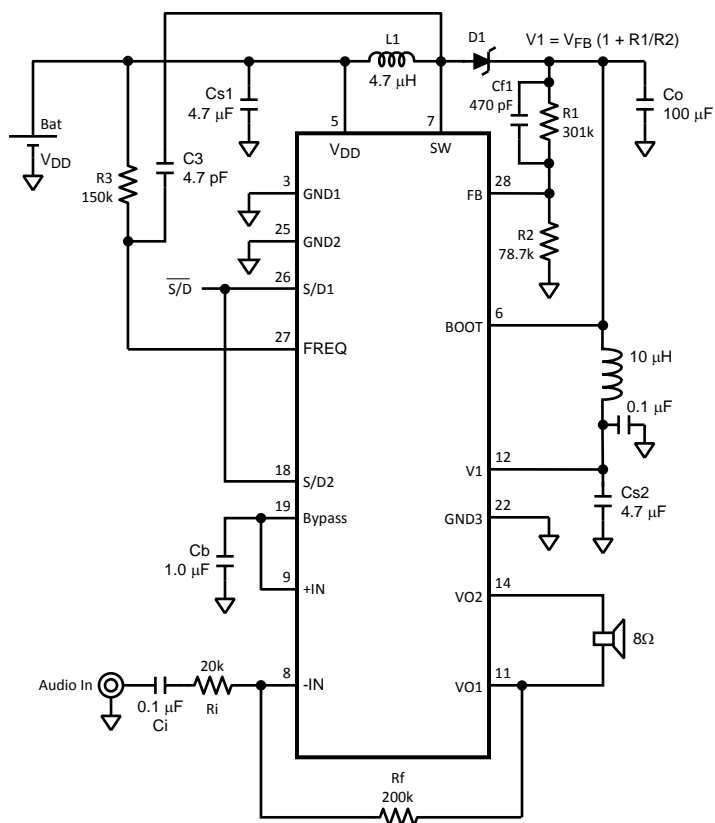 D1
V1 = VFB (1 + R1/R2)
L1
4.7 μH
Cs1
4.7 μF
Cf1
470 pF
R1
301k
Co
100 μF
Bat
VDD
5
VDD
7
SW
R3
150k
C3
4.7 pF
3
GND1
28
FB
25
GND2
R2
78.7k
S/D
26
S/D1
6
BOOT
27
FREQ
10 μH
0.1 μF
18
S/D2
12
V1
19
Bypass
22
GND3
Cs2
4.7 μF
Cb
1.0 μF
9
+IN
14
VO2
8Ω
Audio In
0.1 μF
Ci
20k
Ri
8
-IN
11
VO1
Rf
200k